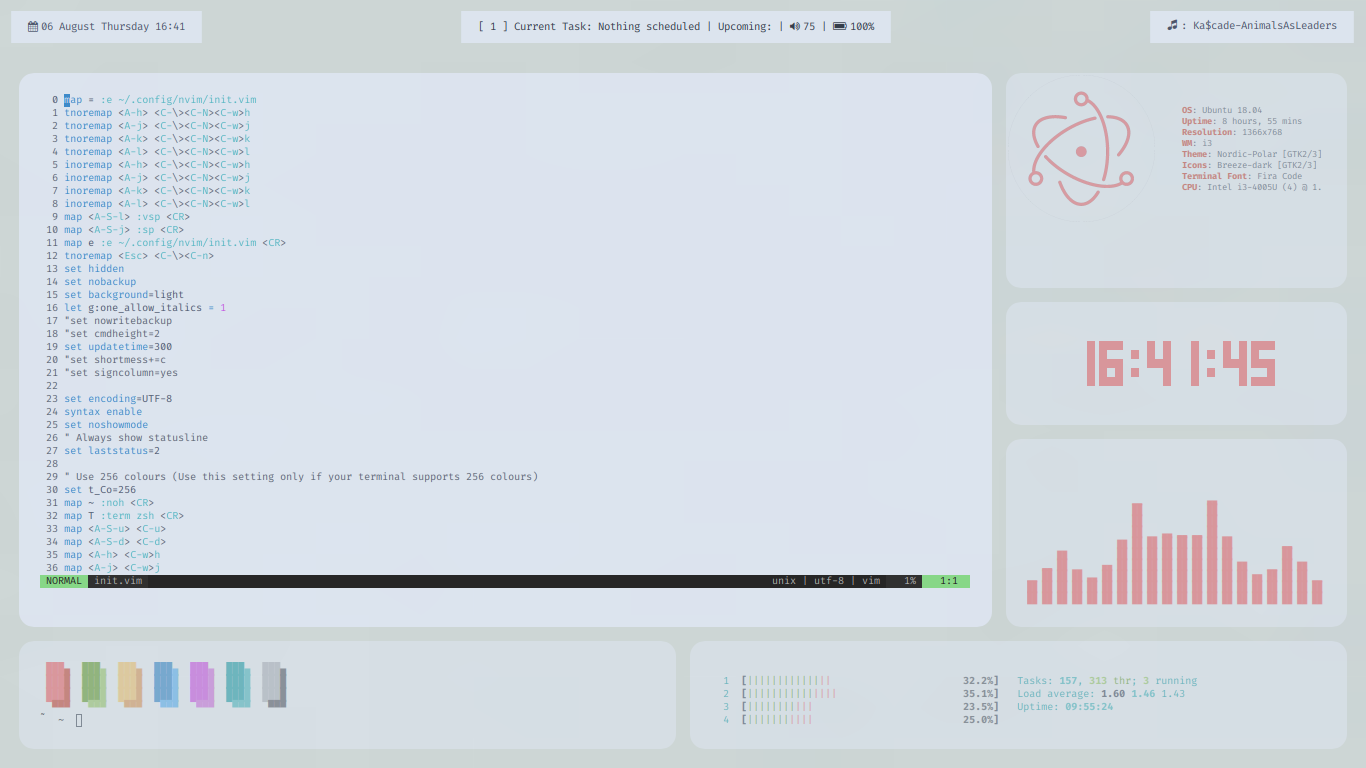 06 August Thursday 16:41
[ 1 ] Current Task: Nothing scheduled | Upcoming: | 75 | 100%
: Ka$cade-AnimalsAsLeaders
0 map = :e ~/.config/nvim/init.vim
1 tnoremap <A-h> <C-\><C-N><C-w>h
2 tnoremap <A-j> <C-\><C-N><C-w>j
3 tnoremap <A-k> <C-\><C-N><C-w>k
4 tnoremap <A-l> <C-\><C-N><C-w>l
5 inoremap <A-h> <C-\><C-N><C-w>h
6 inoremap <A-j> <C-\><C-N><C-w>j
7 inoremap <A-k> <C-\><C-N><C-w>k
8 inoremap <A-l> <C-\><C-N><C-w>l
9 map <A-S-l> :vsp <CR>
10 map <A-S-j> :sp <CR>
11 map e :e ~/.config/nvim/init.vim <CR>
12 tnoremap <Esc> <C-\><C-n>
13 set hidden
14 set nobackup
15 set background=light
16 let g:one_allow_italics = 1
17 "set nowritebackup
18 "set cmdheight=2
19 set updatetime=300
20 "set shortmess+=c
21 "set signcolumn=yes
22
23 set encoding=UTF-8
24 syntax enable
25 set noshowmode
26 " Always show statusline
27 set laststatus=2
28
29 " Use 256 colours (Use this setting only if your terminal supports 256 colours)
30 set t_Co=256
31 map ~ :noh <CR>
32 map T :term zsh <CR>
33 map <A-S-u> <C-u>
34 map <A-S-d> <C-d>
35 map <A-h> <C-w>h
36 map <A-j> <C-w>j
NORMAL init.vim unix | utf-8 | vim 1% 1:1
OS: Ubuntu 18.04
Uptime: 8 hours, 55 mins
Resolution: 1366x768
WM: i3
Theme: Nordic-Polar [GTK2/3]
Icons: Breeze-dark [GTK2/3]
Terminal Font: Fira Code
CPU: Intel i3-4005U (4) @ 1.
16:41:45
~
1 [|||||||||||||| 32.2%]
2 [||||||||||||||| 35.1%]
3 [||||||||||| 23.5%]
4 [||||||||||| 25.0%]
Tasks: 157, 313 thr; 3 running
Load average: 1.60 1.46 1.43
Uptime: 09:55:24